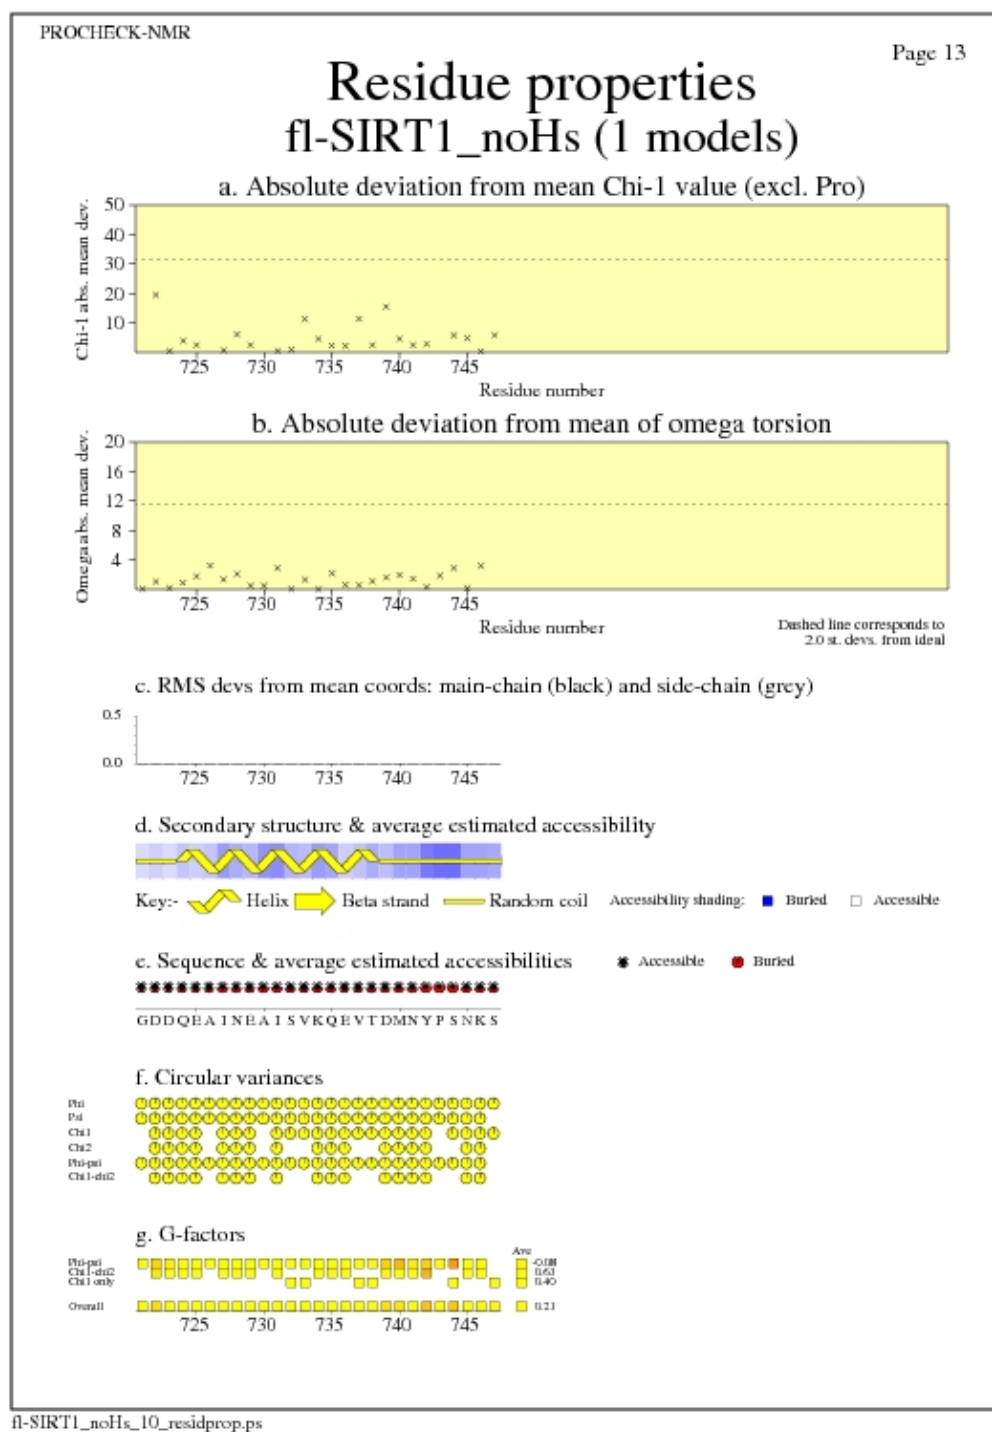 PROCHECK-NMR
Page 13
Residue properties
fl-SIRT1_noHs (1 models)
a. Absolute deviation from mean Chi-1 value (excl. Pro)
Chi-1 abs. mean dev.
50
40
30
20
10
725 730 735 740 745
Residue number
b. Absolute deviation from mean of omega torsion
Omega abs. mean dev.
20
16
12
8
4
725 730 735 740 745
Residue number
Dashed line corresponds to
2.0 st. devs. from ideal
c. RMS devs from mean coords: main-chain (black) and side-chain (grey)
0.5
0.0
725 730 735 740 745
d. Secondary structure & average estimated accessibility
Key:- Helix Beta strand Random coil Accessibility shading: Buried Accessible
e. Sequence & average estimated accessibilities Accessible Buried
G D D Q E A I N E A I S V K Q E V T D M N Y P S N K S
f. Circular variances
Phi
Psi
Chi1
Chi2
Phi-psi
Chi1-chi2
g. G-factors
Ave
Phi-psi -0.08
Chi1-chi2 0.63
Chi1 only 0.40
Overall 0.21
725 730 735 740 745
fl-SIRT1_noHs_10_residprop.ps